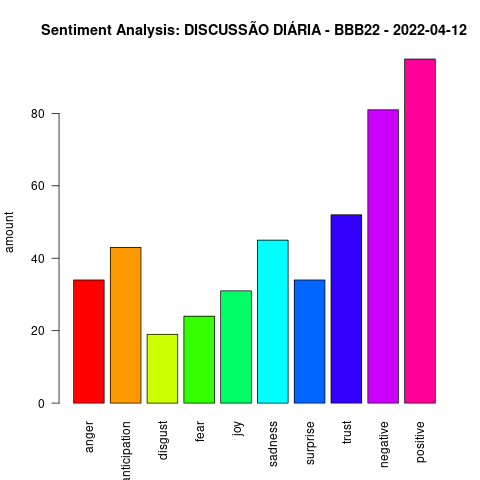 Sentiment Analysis: DISCUSSÃO DIÁRIA - BBB22 - 2022-04-12
amount
80
60
40
20
0
anger
nticipation
disgust
fear
joy
sadness
surprise
trust
negative
positive